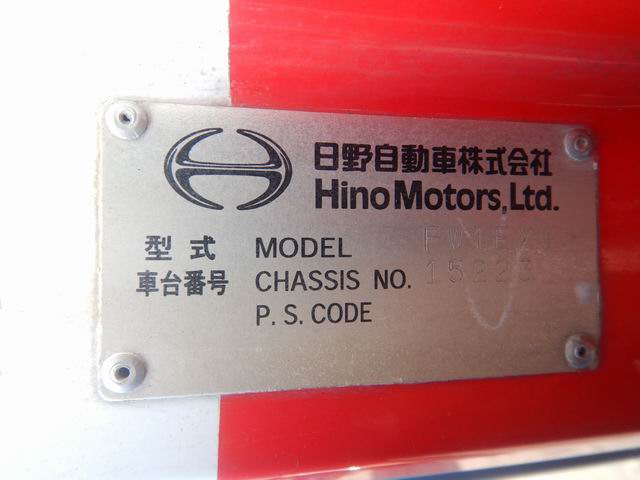 日野自動車株式会社
Hino Motors, Ltd.
型式 MODEL
車台番号 CHASSIS NO.
P. S. CODE